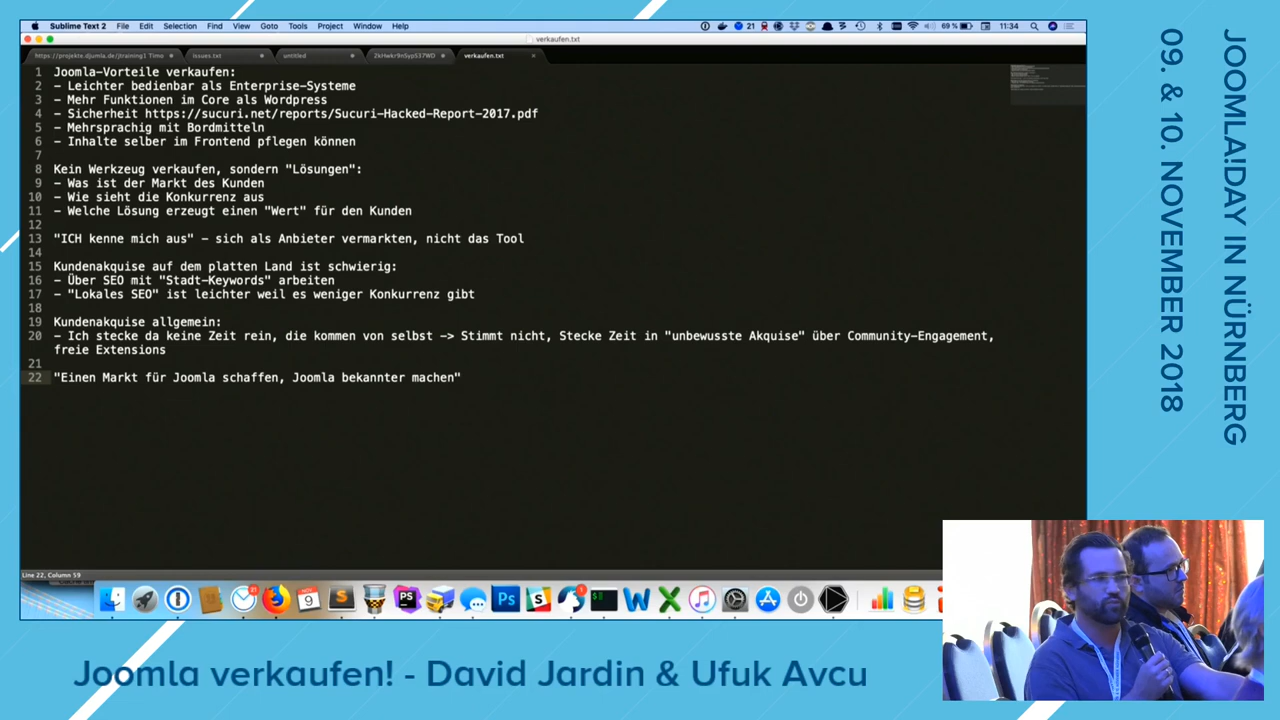 Sublime Text 2 File Edit Selection Find View Goto Tools Project Window Help 21 69 % 11:34
verkaufen.txt
https://projekte.djumla.de/jtraining1 Timo issues.txt untitled verkaufen.txt
1 Joomla-Vorteile verkaufen:
2 - Leichter bedienbar als Enterprise-Systeme
3 - Mehr Funktionen im Core als Wordpress
4 - Sicherheit https://sucuri.net/reports/Sucuri-Hacked-Report-2017.pdf
5 - Mehrsprachig mit Bordmitteln
6 - Inhalte selber im Frontend pflegen können
7
8 Kein Werkzeug verkaufen, sondern "Lösungen":
9 - Was ist der Markt des Kunden
10 - Wie sieht die Konkurrenz aus
11 - Welche Lösung erzeugt einen "Wert" für den Kunden
12
13 "ICH kenne mich aus" - sich als Anbieter vermarkten, nicht das Tool
14
15 Kundenakquise auf dem platten Land ist schwierig:
16 - Über SEO mit "Stadt-Keywords" arbeiten
17 - "Lokales SEO" ist leichter weil es weniger Konkurrenz gibt
18
19 Kundenakquise allgemein:
20 - Ich stecke da keine Zeit rein, die kommen von selbst -> Stimmt nicht, Stecke Zeit in "unbewusste Akquise" über Community-Engagement,
freie Extensions
21
22 "Einen Markt für Joomla schaffen, Joomla bekannter machen"
Line 22, Column 59
JOOMLA!DAY IN NÜRNBERG
09. & 10. NOVEMBER 2018
Joomla verkaufen! - David Jardin & Ufuk Avcu